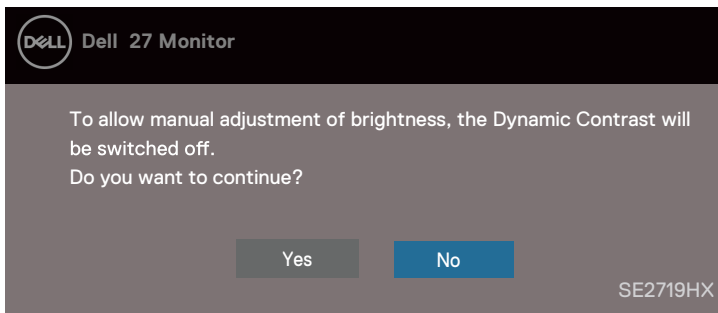 DELL Dell 27 Monitor
To allow manual adjustment of brightness, the Dynamic Contrast will
be switched off.
Do you want to continue?
Yes No
SE2719HX